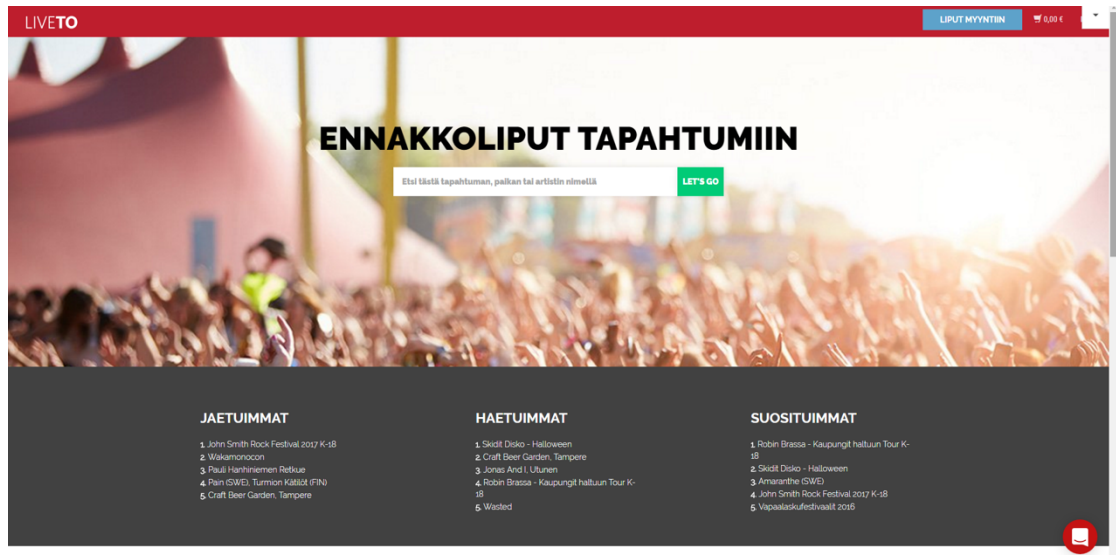 LIVETO
LIPUT MYYNTIIN
0,00 €
ENNAKKOLIPUT TAPAHTUMIIN
Etsi tästä tapahtuman, paikan tai artistin nimellä
LET'S GO
JAETUIMMAT
1. John Smith Rock Festival 2017 K-18
2. Wakamonocon
3. Pauli Hanhiniemen Retkue
4. Pain (SWE), Turmion Kätilöt (FIN)
5. Craft Beer Garden, Tampere
HAETUIMMAT
1. Skidit Disko - Halloween
2. Craft Beer Garden, Tampere
3. Jonas And I, Utunen
4. Robin Brassa - Kaupungit haltuun Tour K-
18
5. Wasted
SUOSITUIMMAT
1. Robin Brassa - Kaupungit haltuun Tour K-
18
2. Skidit Disko - Halloween
3. Amaranthe (SWE)
4. John Smith Rock Festival 2017 K-18
5. Vapaalaskufestivaalit 2016